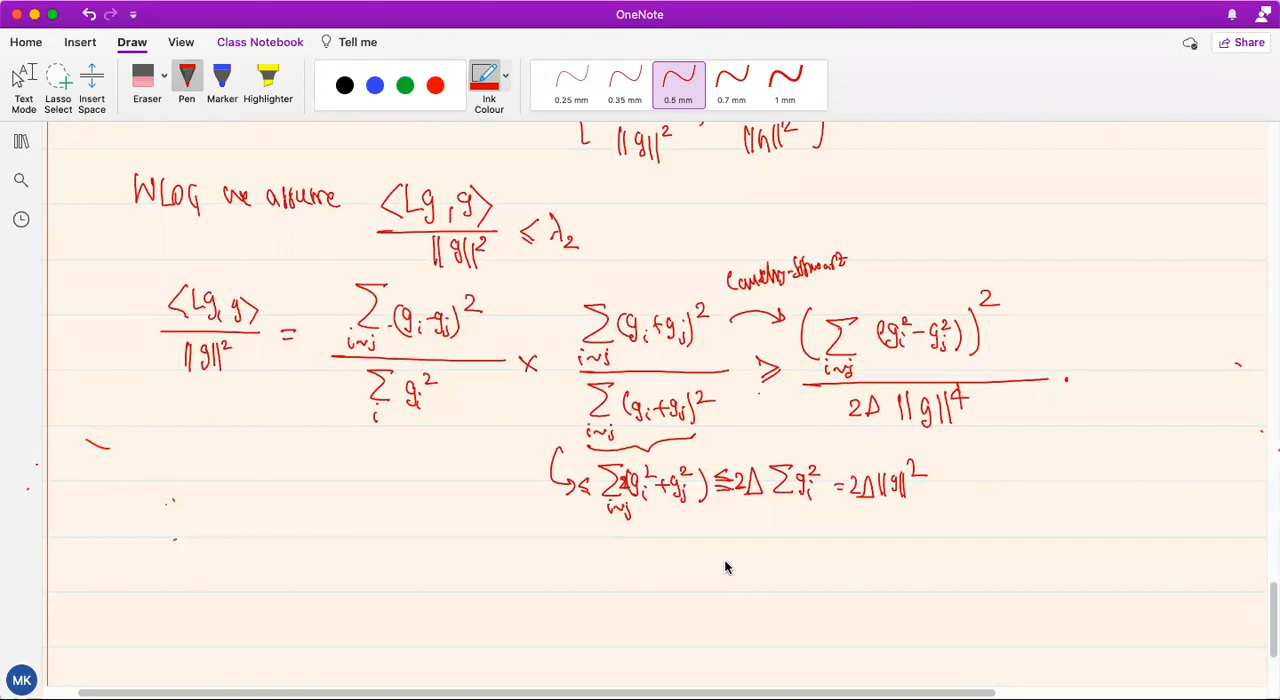 OneNote
Home Insert Draw View Class Notebook Tell me
Share
Text Mode
Lasso Select
Insert Space
Eraser
Pen
Marker
Highlighter
Ink Colour
0.25 mm 0.35 mm 0.5 mm 0.7 mm 1 mm
||g||² , ||h||²
WLOG we assume <Lg, g> / ||g||² ≤ λ₂
Cauchy-Schwarz
<Lg, g> / ||g||² = Σ_{i~j} (g_i - g_j)² / Σ_i g_i² × Σ_{i~j} (g_i + g_j)² / Σ_{i~j} (g_i + g_j)² ≥ (Σ_{i~j} (g_i² - g_j²))² / 2Δ ||g||⁴ .
≤ Σ_{i~j} 2(g_i² + g_j²) ≤ 2Δ Σ g_i² = 2Δ ||g||²
MK